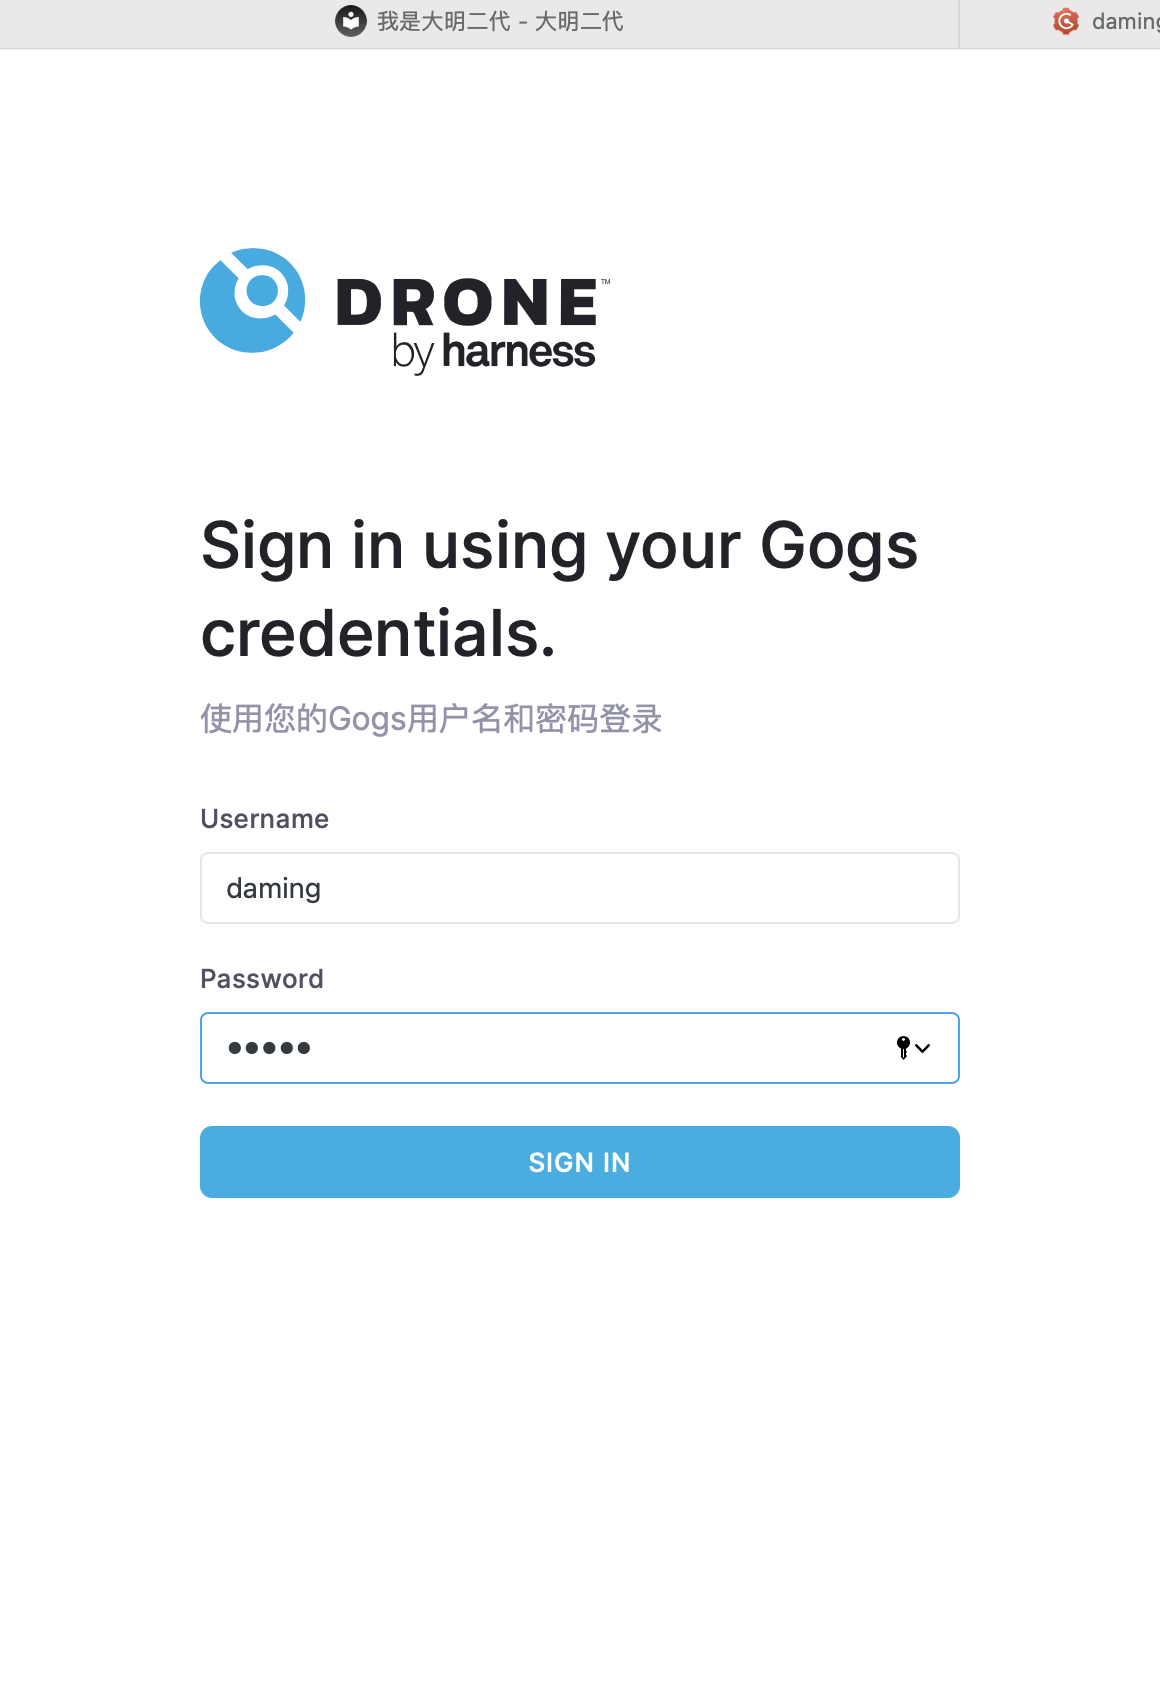 我是大明二代 - 大明二代
daming
DRONE™
by harness
Sign in using your Gogs
credentials.
使用您的Gogs用户名和密码登录
Username
daming
Password
SIGN IN